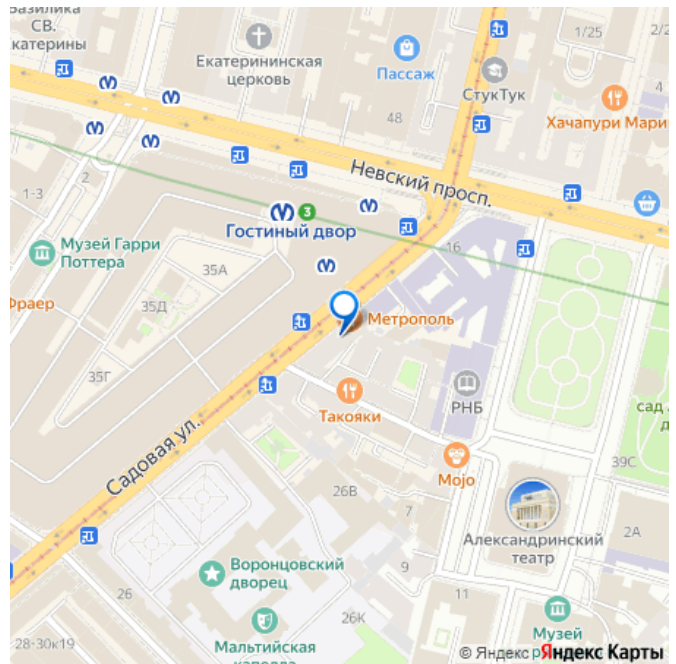 Базилика
СВ.
катерины
Екатерининская
церковь
Пассаж
1/25
2/2
СтукТук
4
Хачапури Мари
48
Невский просп.
1-3
2
3
Гостиный двор
16
Музей Гарри
Поттера
35А
Фраер
35Д
Метрополь
35Г
Такояки
РНБ
сад
Садовая ул.
Mojo
39С
26В
7
Александринский
театр
2А
Воронцовский
дворец
9
26
11
26К
Мальтийская
капелла
Музей
28-30к19
© Яндекс
Яндекс Карты